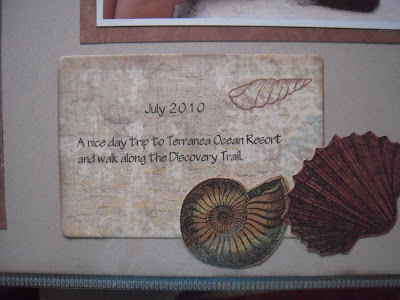 July 2010
A nice day trip to Terranea Ocean Resort
and walk along the Discovery Trail.